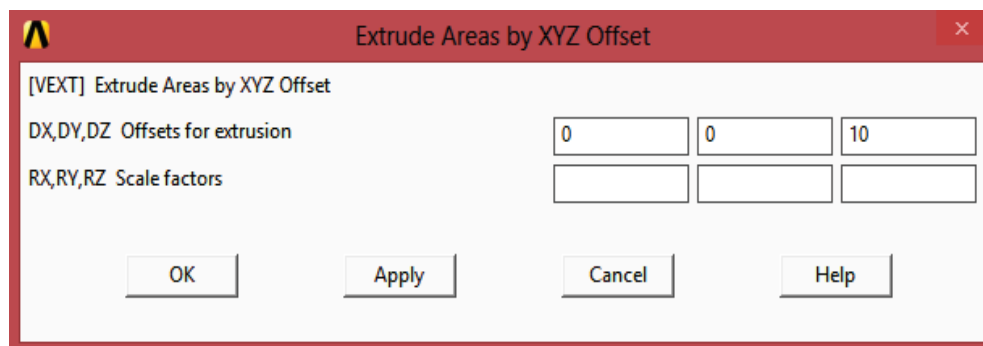 Extrude Areas by XYZ Offset
[VEXT] Extrude Areas by XYZ Offset
DX,DY,DZ Offsets for extrusion 0 0 10
RX,RY,RZ Scale factors
OK Apply Cancel Help